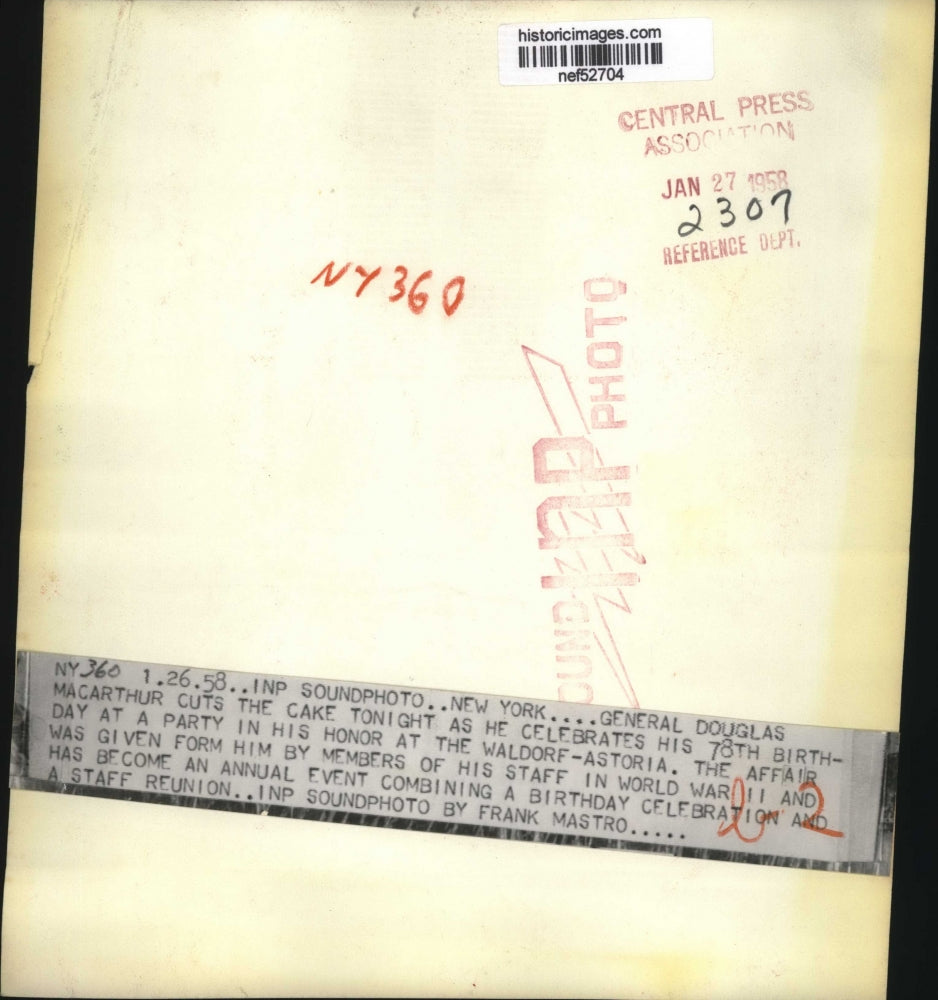 historicimages.com
nef52704
CENTRAL PRESS
ASSOCIATION
JAN 27 1958
2307
REFERENCE DEPT.
NY360
OUND INP PHOTO
NY360 1.26.58..INP SOUNDPHOTO..NEW YORK....GENERAL DOUGLAS
MACARTHUR CUTS THE CAKE TONIGHT AS HE CELEBRATES HIS 78TH BIRTH-
DAY AT A PARTY IN HIS HONOR AT THE WALDORF-ASTORIA. THE AFFAIR
WAS GIVEN FORM HIM BY MEMBERS OF HIS STAFF IN WORLD WAR II AND
HAS BECOME AN ANNUAL EVENT COMBINING A BIRTHDAY CELEBRATION AND
A STAFF REUNION..INP SOUNDPHOTO BY FRANK MASTRO.....